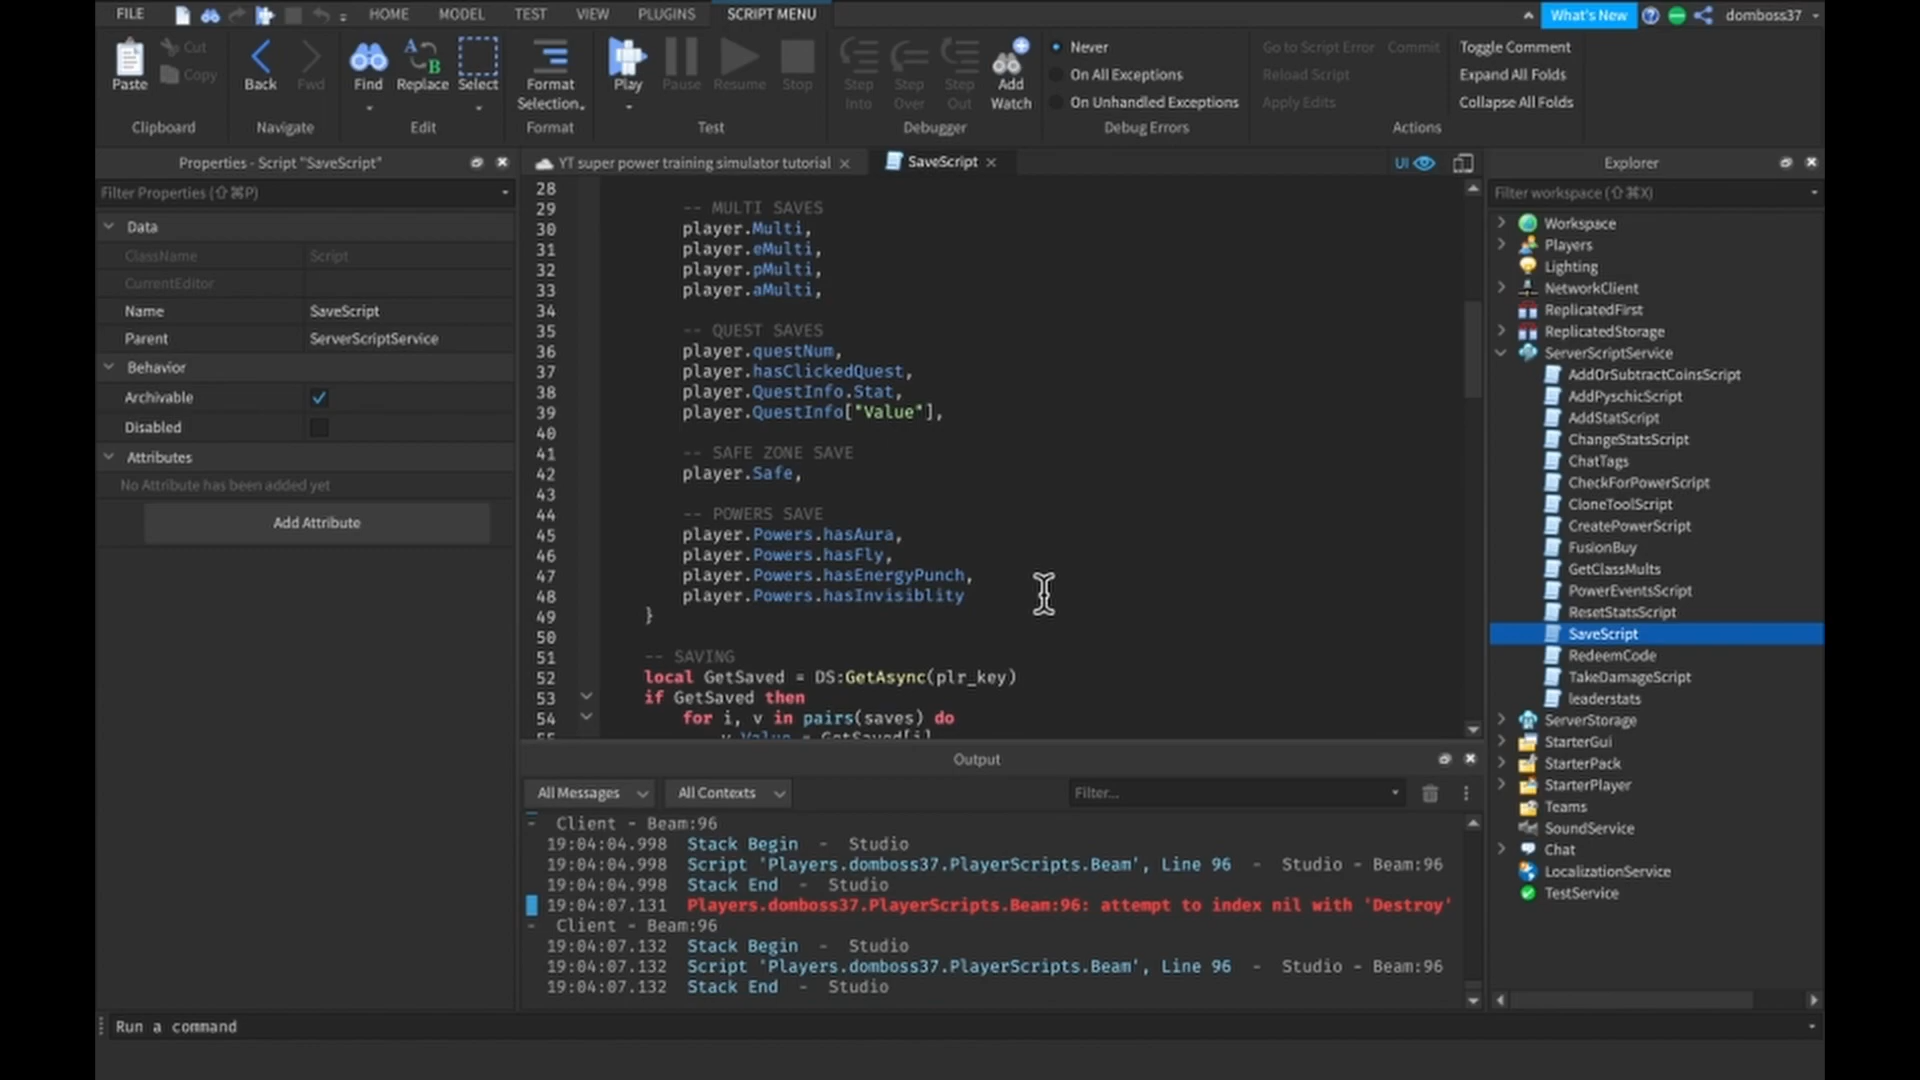 FILE HOME MODEL TEST VIEW PLUGINS SCRIPT MENU What's New domboss37
Paste Cut Copy Back Fwd Find Replace Select Format Selection Play Pause Resume Stop Step Into Step Over Step Out Add Watch
Never
On All Exceptions
On Unhandled Exceptions
Go to Script Error Commit
Reload Script
Apply Edits
Toggle Comment
Expand All Folds
Collapse All Folds
Clipboard Navigate Edit Format Test Debugger Debug Errors Actions
Properties - Script "SaveScript"
Filter Properties (⇧⌘P)
Data
ClassName Script
CurrentEditor
Name SaveScript
Parent ServerScriptService
Behavior
Archivable
Disabled
Attributes
No Attribute has been added yet
Add Attribute
YT super power training simulator tutorial SaveScript UI
28
29 -- MULTI SAVES
30 player.Multi,
31 player.eMulti,
32 player.pMulti,
33 player.aMulti,
34
35 -- QUEST SAVES
36 player.questNum,
37 player.hasClickedQuest,
38 player.QuestInfo.Stat,
39 player.QuestInfo["Value"],
40
41 -- SAFE ZONE SAVE
42 player.Safe,
43
44 -- POWERS SAVE
45 player.Powers.hasAura,
46 player.Powers.hasFly,
47 player.Powers.hasEnergyPunch,
48 player.Powers.hasInvisiblity
49 }
50
51 -- SAVING
52 local GetSaved = DS:GetAsync(plr_key)
53 if GetSaved then
54 for i, v in pairs(saves) do
55 v.Value = GetSaved[i]
Output
All Messages All Contexts Filter...
- Client - Beam:96
19:04:04.998 Stack Begin - Studio
19:04:04.998 Script 'Players.domboss37.PlayerScripts.Beam', Line 96 - Studio - Beam:96
19:04:04.998 Stack End - Studio
19:04:07.131 Players.domboss37.PlayerScripts.Beam:96: attempt to index nil with 'Destroy'
- Client - Beam:96
19:04:07.132 Stack Begin - Studio
19:04:07.132 Script 'Players.domboss37.PlayerScripts.Beam', Line 96 - Studio - Beam:96
19:04:07.132 Stack End - Studio
Explorer
Filter workspace (⇧⌘X)
Workspace
Players
Lighting
NetworkClient
ReplicatedFirst
ReplicatedStorage
ServerScriptService
AddOrSubtractCoinsScript
AddPyschicScript
AddStatScript
ChangeStatsScript
ChatTags
CheckForPowerScript
CloneToolScript
CreatePowerScript
FusionBuy
GetClassMults
PowerEventsScript
ResetStatsScript
SaveScript
RedeemCode
TakeDamageScript
leaderstats
ServerStorage
StarterGui
StarterPack
StarterPlayer
Teams
SoundService
Chat
LocalizationService
TestService
Run a command